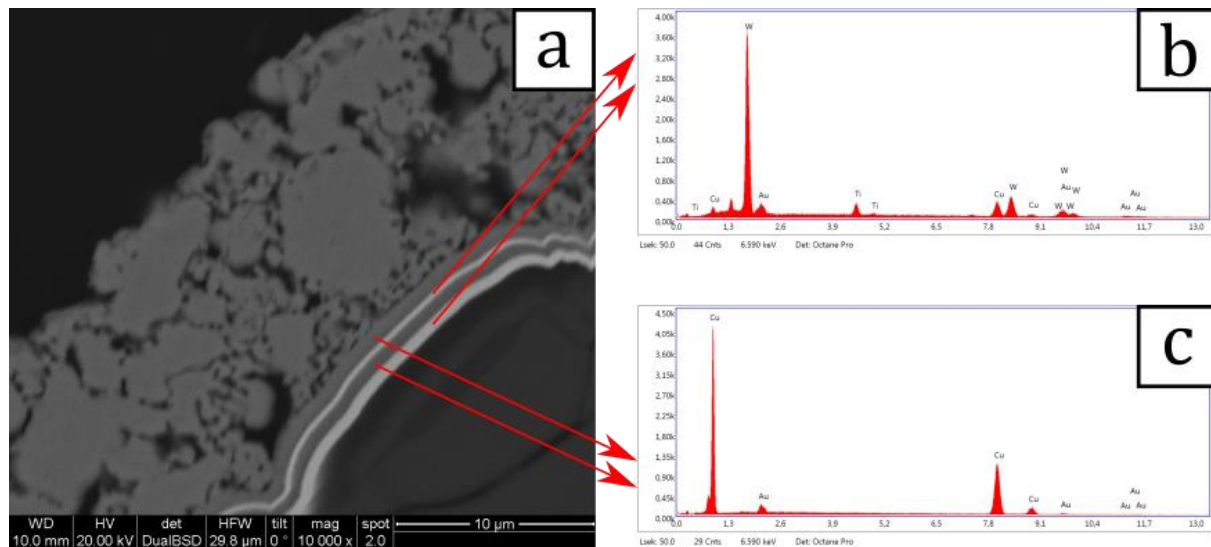 a
WD HV det HFW tilt mag spot
10.0 mm 20.00 kV DualBSD 29.8 µm 0 ° 10 000 x 2.0 10 µm
b
4,00k
3,60k
3,20k
2,80k
2,40k
2,00k
1,60k
1,20k
0,80k
0,40k
0,00k
W
Ti
Cu
Au
Ti
Ti
Cu
W
Cu
W
Au W
W W
Au
Au Au
0,0 1,3 2,6 3,9 5,2 6,5 7,8 9,1 10,4 11,7 13,0
Lsek: 50.0 44 Cnts 6.590 keV Det: Octane Pro
c
4,50k
4,05k
3,60k
3,15k
2,70k
2,25k
1,80k
1,35k
0,90k
0,45k
0,00k
Cu
Au
Cu
Cu
Au
Au
Au Au
0,0 1,3 2,6 3,9 5,2 6,5 7,8 9,1 10,4 11,7 13,0
Lsek: 50.0 29 Cnts 6.590 keV Det: Octane Pro